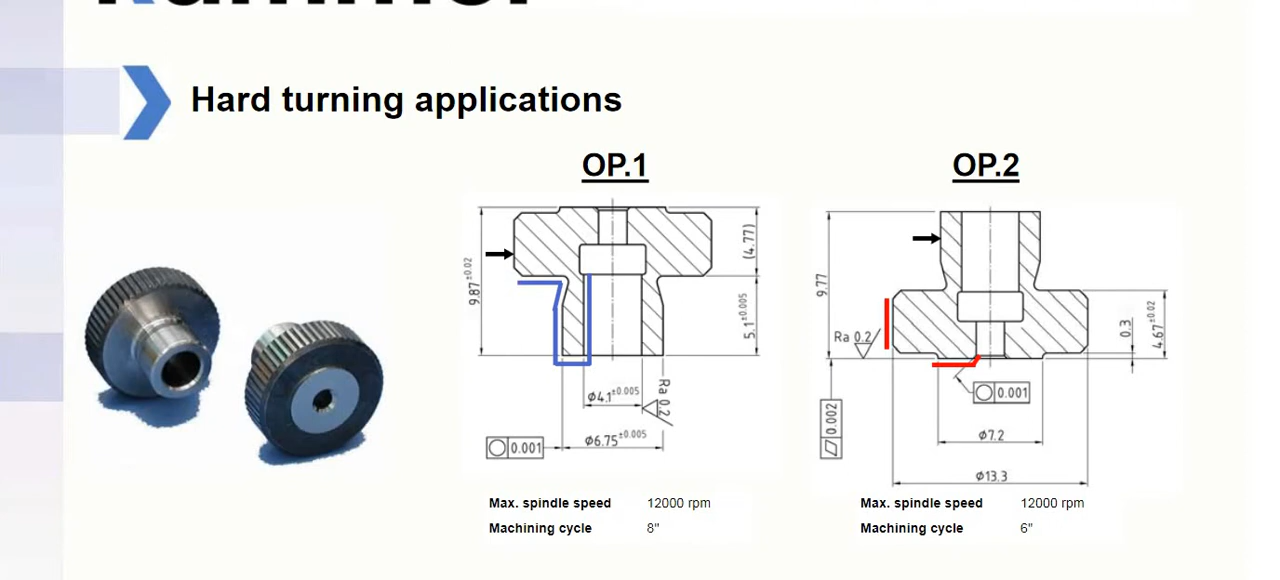 Hard turning applications
OP.1
OP.2
9.87±0.02
(4.77)
5.1±0.005
Ø4.1±0.005
Ra 0.2
Ø6.75±0.005
0.001
9.77
Ra 0.2
0.3
4.67±0.02
0.001
0.002
Ø7.2
Ø13.3
Max. spindle speed 12000 rpm
Machining cycle 8"
Max. spindle speed 12000 rpm
Machining cycle 6"